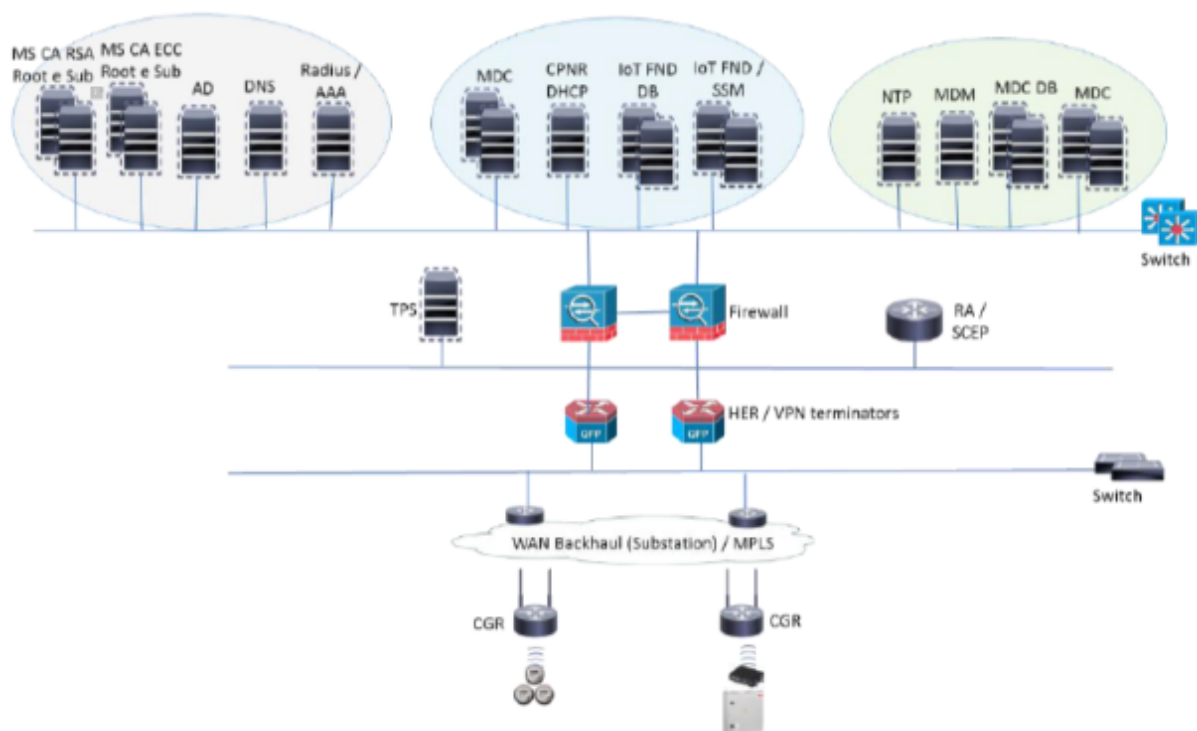 MS CA RSA
Root e Sub
MS CA ECC
Root e Sub
AD
DNS
Radius /
AAA
MDC
CPNR
DHCP
IoT FND
DB
IoT FND /
SSM
NTP
MDM
MDC DB
MDC
Switch
TPS
Firewall
RA /
SCEP
HER / VPN terminators
QFP
QFP
Switch
WAN Backhaul (Substation) / MPLS
CGR
CGR